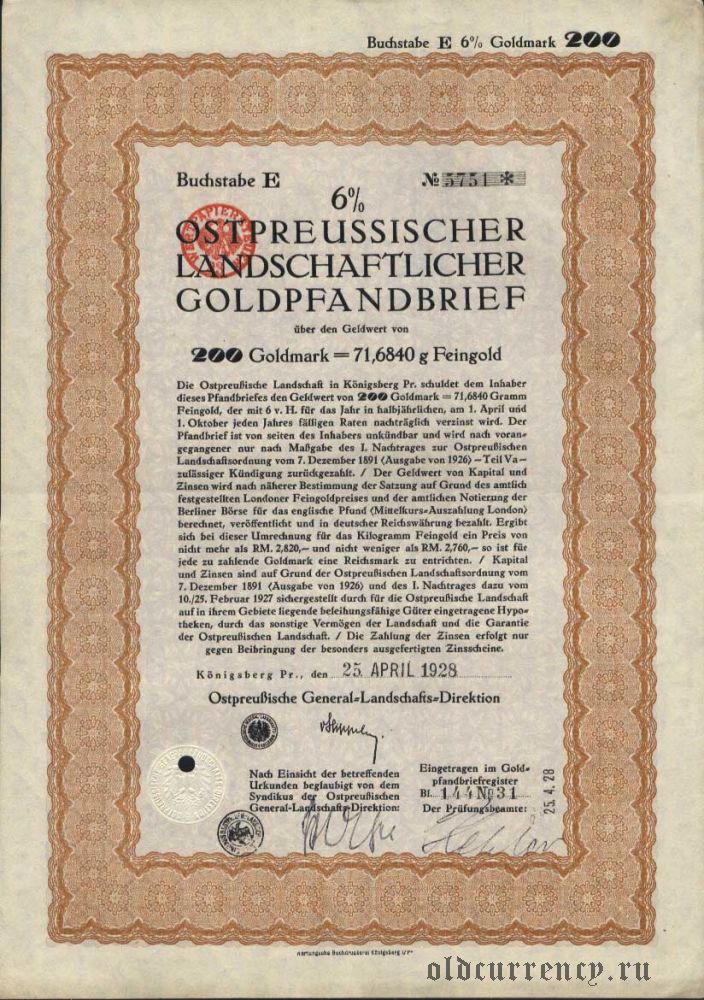 Buchstabe E 6% Goldmark 200
Buchstabe E № 5751 *
6%
OSTPREUSSISCHER
LANDSCHAFTLICHER
GOLDPFANDBRIEF
über den Geldwert von
200 Goldmark = 71,6840 g Feingold
Die Ostpreußische Landschaft in Königsberg Pr. schuldet dem Inhaber
dieses Pfandbriefes den Geldwert von 200 Goldmark = 71,6840 Gramm
Feingold, der mit 6 v. H. für das Jahr in halbjährlichen, am 1. April und
1. Oktober jeden Jahres fälligen Raten nachträglich verzinst wird. Der
Pfandbrief ist von seiten des Inhabers unkündbar und wird nach voran-
gegangener nur nach Maßgabe des I. Nachtrages zur Ostpreußischen
Landschaftsordnung vom 7. Dezember 1891 (Ausgabe von 1926) – Teil Va –
zulässiger Kündigung zurückgezahlt. / Der Geldwert von Kapital und
Zinsen wird nach näherer Bestimmung der Satzung auf Grund des amtlich
festgestellten Londoner Feingoldpreises und der amtlichen Notierung der
Berliner Börse für das englische Pfund (Mittelkurs-Auszahlung London)
berechnet, veröffentlicht und in deutscher Reichswährung bezahlt. Ergibt
sich bei dieser Umrechnung für das Kilogramm Feingold ein Preis von
nicht mehr als RM. 2,820,– und nicht weniger als RM. 2,760,– so ist für
jede zu zahlende Goldmark eine Reichsmark zu entrichten. / Kapital
und Zinsen sind auf Grund der Ostpreußischen Landschaftsordnung vom
7. Dezember 1891 (Ausgabe von 1926) und des I. Nachtrages dazu vom
10./25. Februar 1927 sichergestellt durch für die Ostpreußische Landschaft
auf in ihrem Gebiete liegende beleihungsfähige Güter eingetragene Hypo-
theken, durch das sonstige Vermögen der Landschaft und die Garantie
der Ostpreußischen Landschaft. / Die Zahlung der Zinsen erfolgt nur
gegen Beibringung der besonders ausgefertigten Zinsscheine.
Königsberg Pr., den 25. APRIL 1928
Ostpreußische General-Landschafts-Direktion
Nach Einsicht der betreffenden
Urkunden beglaubigt von dem
Syndikus der Ostpreußischen
General-Landschafts-Direktion:
Eingetragen im Gold-
pfandbriefregister
Bl. 144 № 31
Der Prüfungsbeamte:
25. 4. 28
Hartungsche Buchdruckerei Königsberg i/Pr
oldcurrency.ru